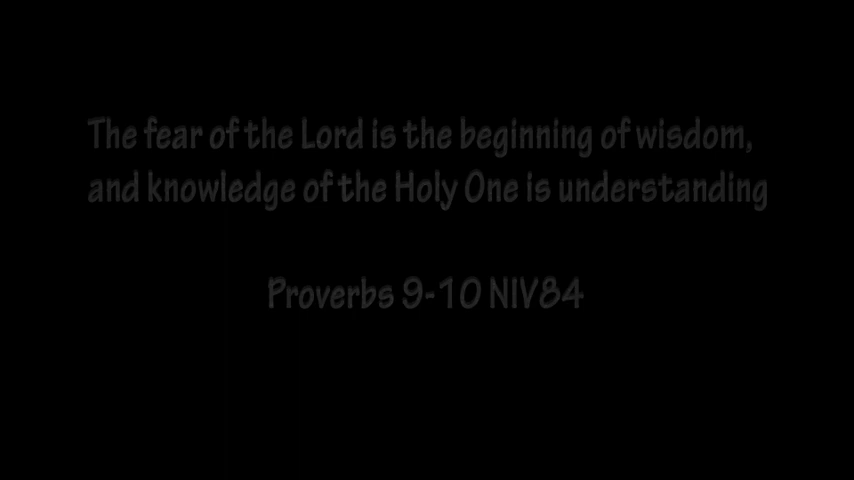 The fear of the Lord is the beginning of wisdom,
and knowledge of the Holy One is understanding
Proverbs 9-10 NIV84